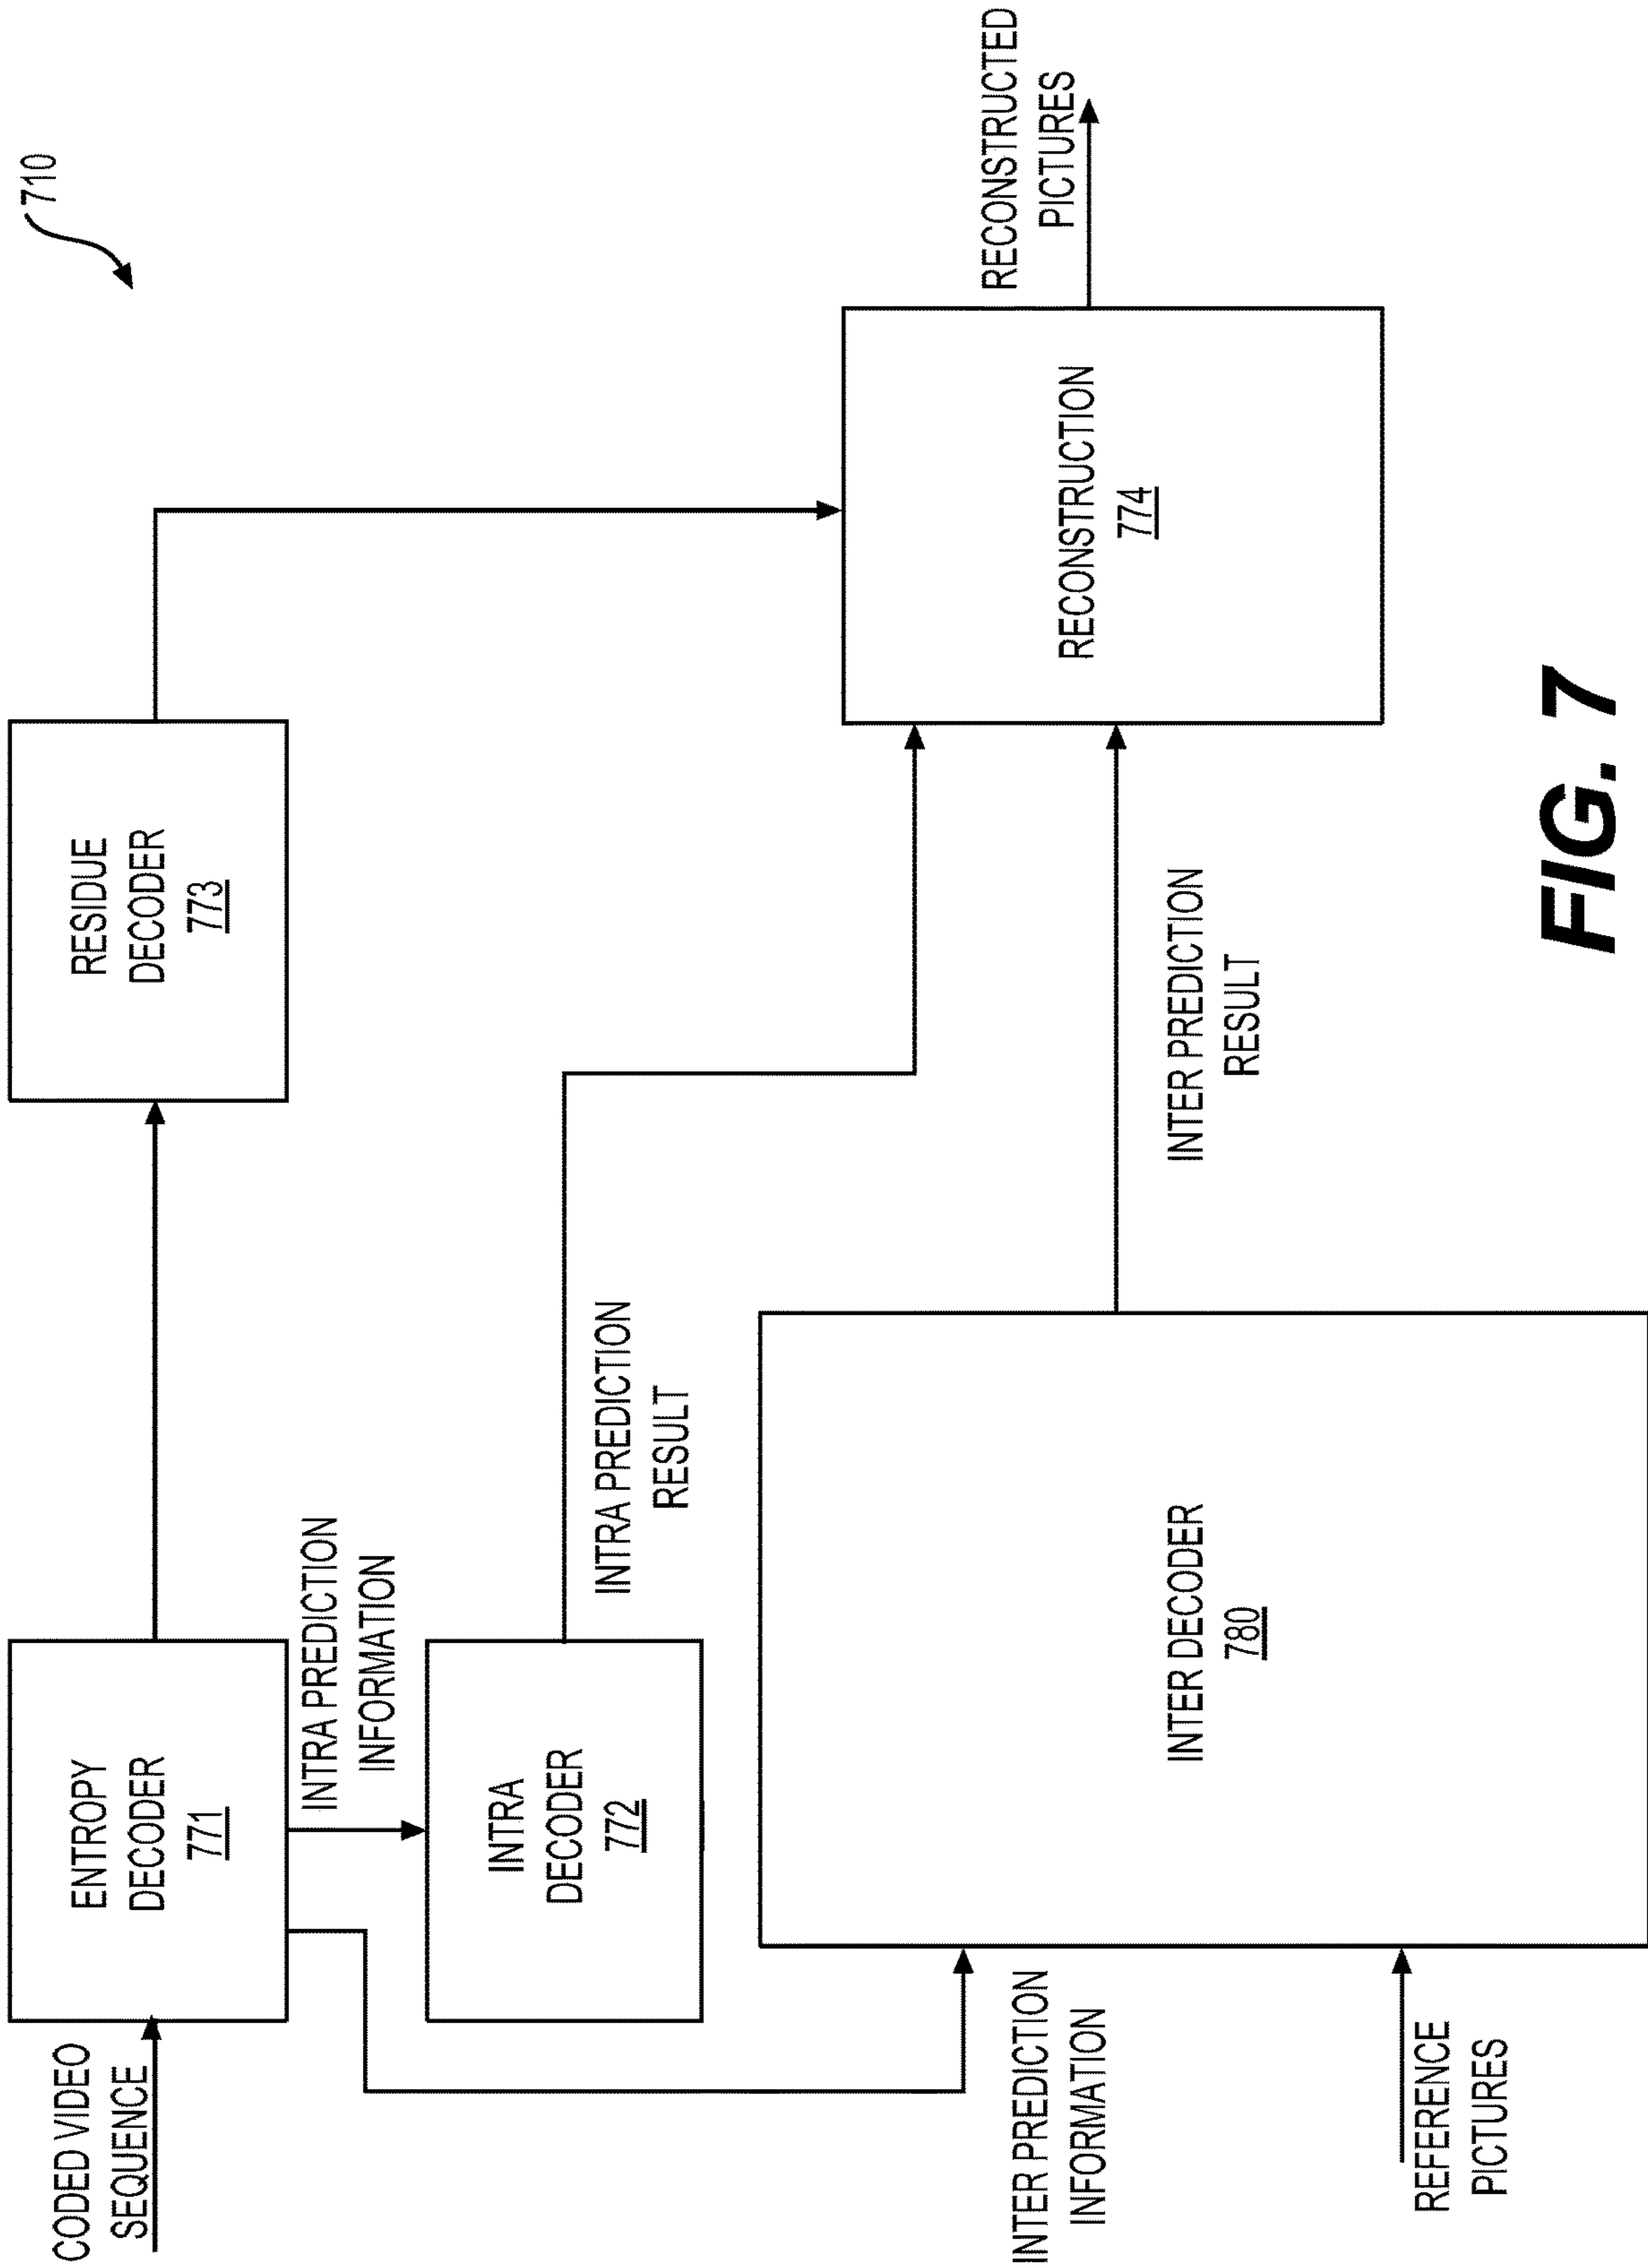 710
CODED VIDEO
SEQUENCE
ENTROPY
DECODER
771
RESIDUE
DECODER
773
INTRA PREDICTION
INFORMATION
INTRA
DECODER
772
INTRA PREDICTION
RESULT
RECONSTRUCTED
PICTURES
RECONSTRUCTION
774
INTER PREDICTION
INFORMATION
INTER DECODER
780
INTER PREDICTION
RESULT
REFERENCE
PICTURES
FIG. 7